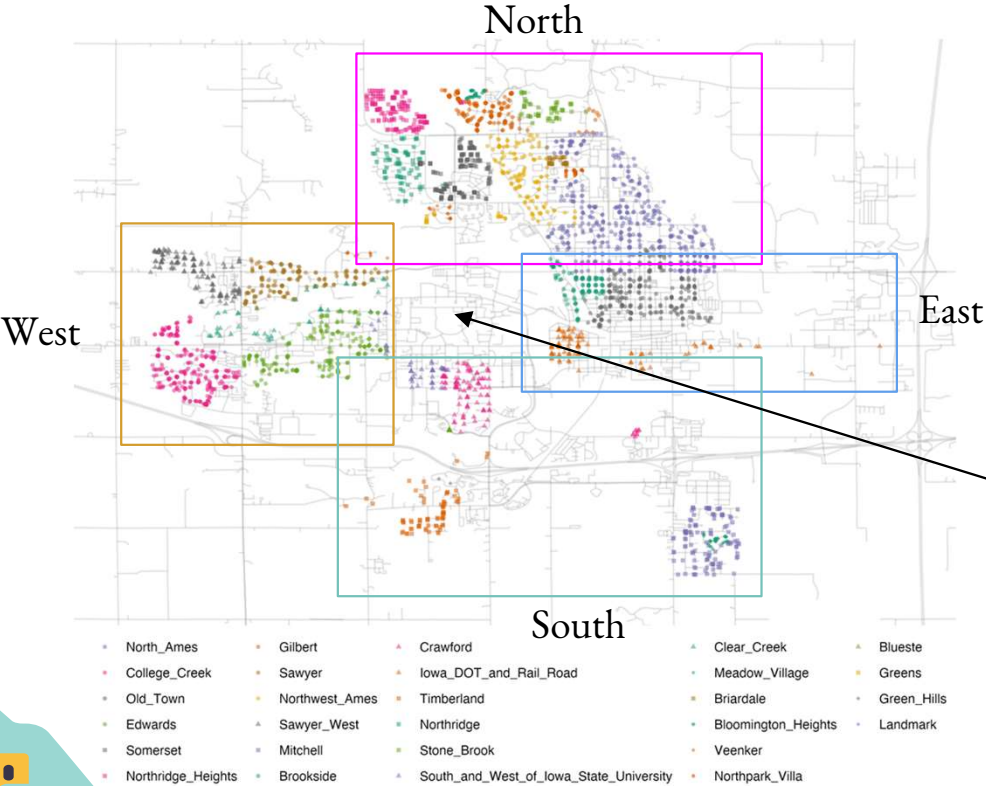 North
West
East
South
North_Ames Gilbert Crawford Clear_Creek Blueste
College_Creek Sawyer Iowa_DOT_and_Rail_Road Meadow_Village Greens
Old_Town Northwest_Ames Timberland Briardale Green_Hills
Edwards Sawyer_West Northridge Bloomington_Heights Landmark
Somerset Mitchell Stone_Brook Veenker
Northridge_Heights Brookside South_and_West_of_Iowa_State_University Northpark_Villa